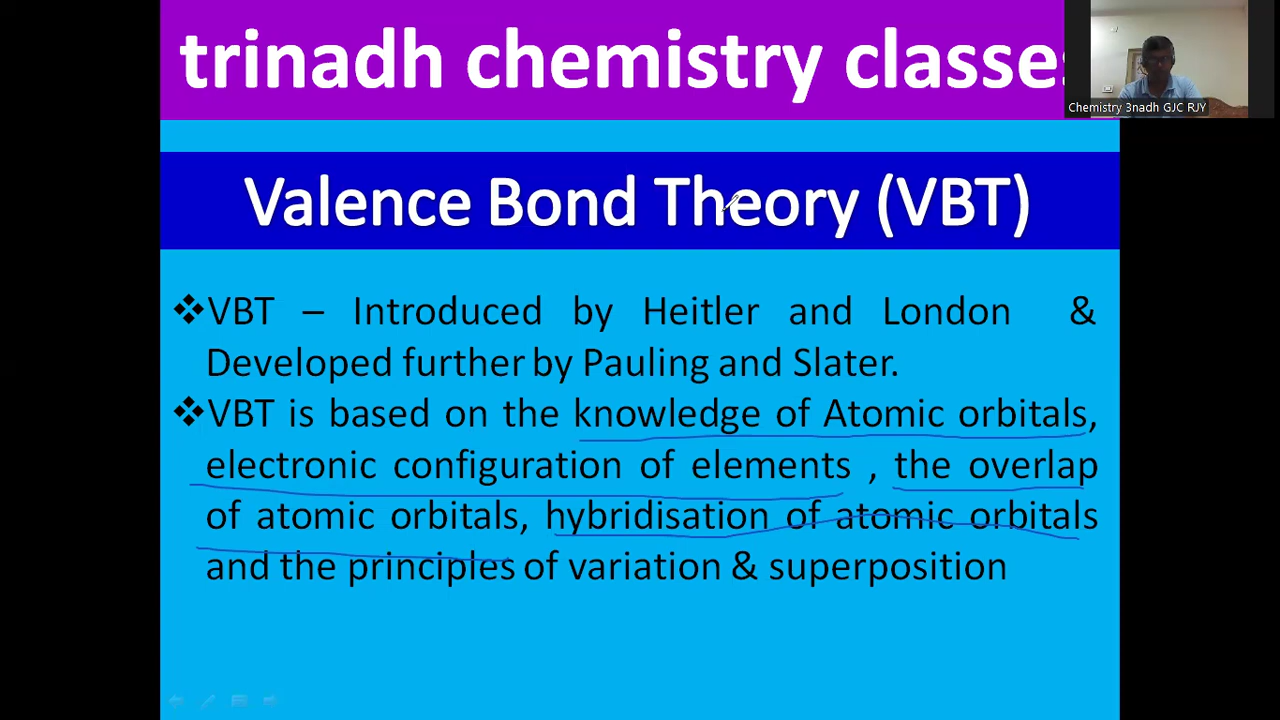 trinadh chemistry classes
Chemistry 3nadh GJC RJY
Valence Bond Theory (VBT)
❖VBT – Introduced by Heitler and London &
Developed further by Pauling and Slater.
❖VBT is based on the knowledge of Atomic orbitals,
electronic configuration of elements , the overlap
of atomic orbitals, hybridisation of atomic orbitals
and the principles of variation & superposition